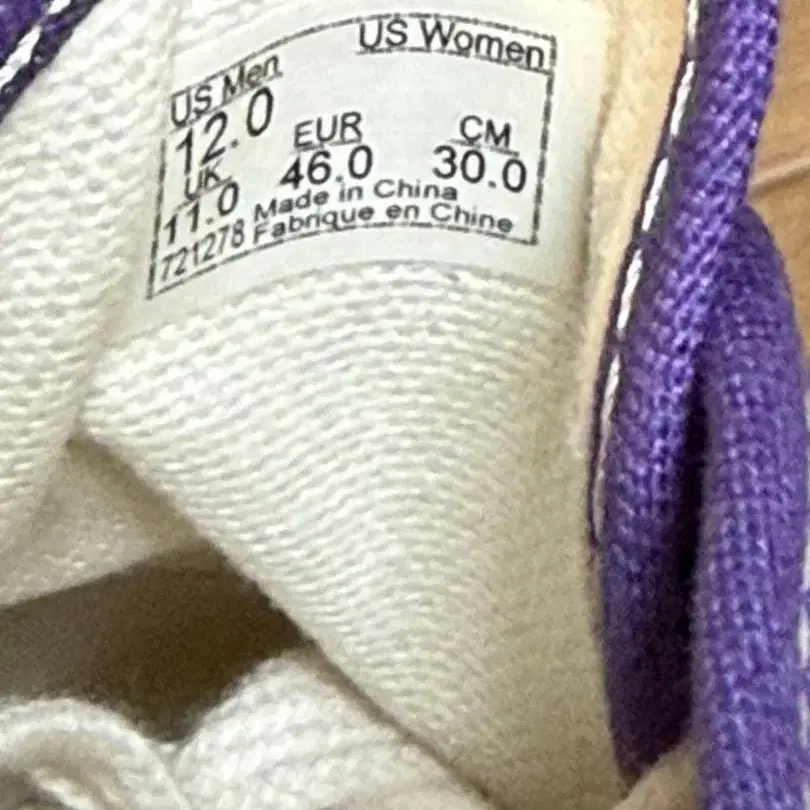 US Men
US Women
12.0
EUR
CM
UK
46.0
30.0
11.0
Made in China
721278 Fabrique en Chine